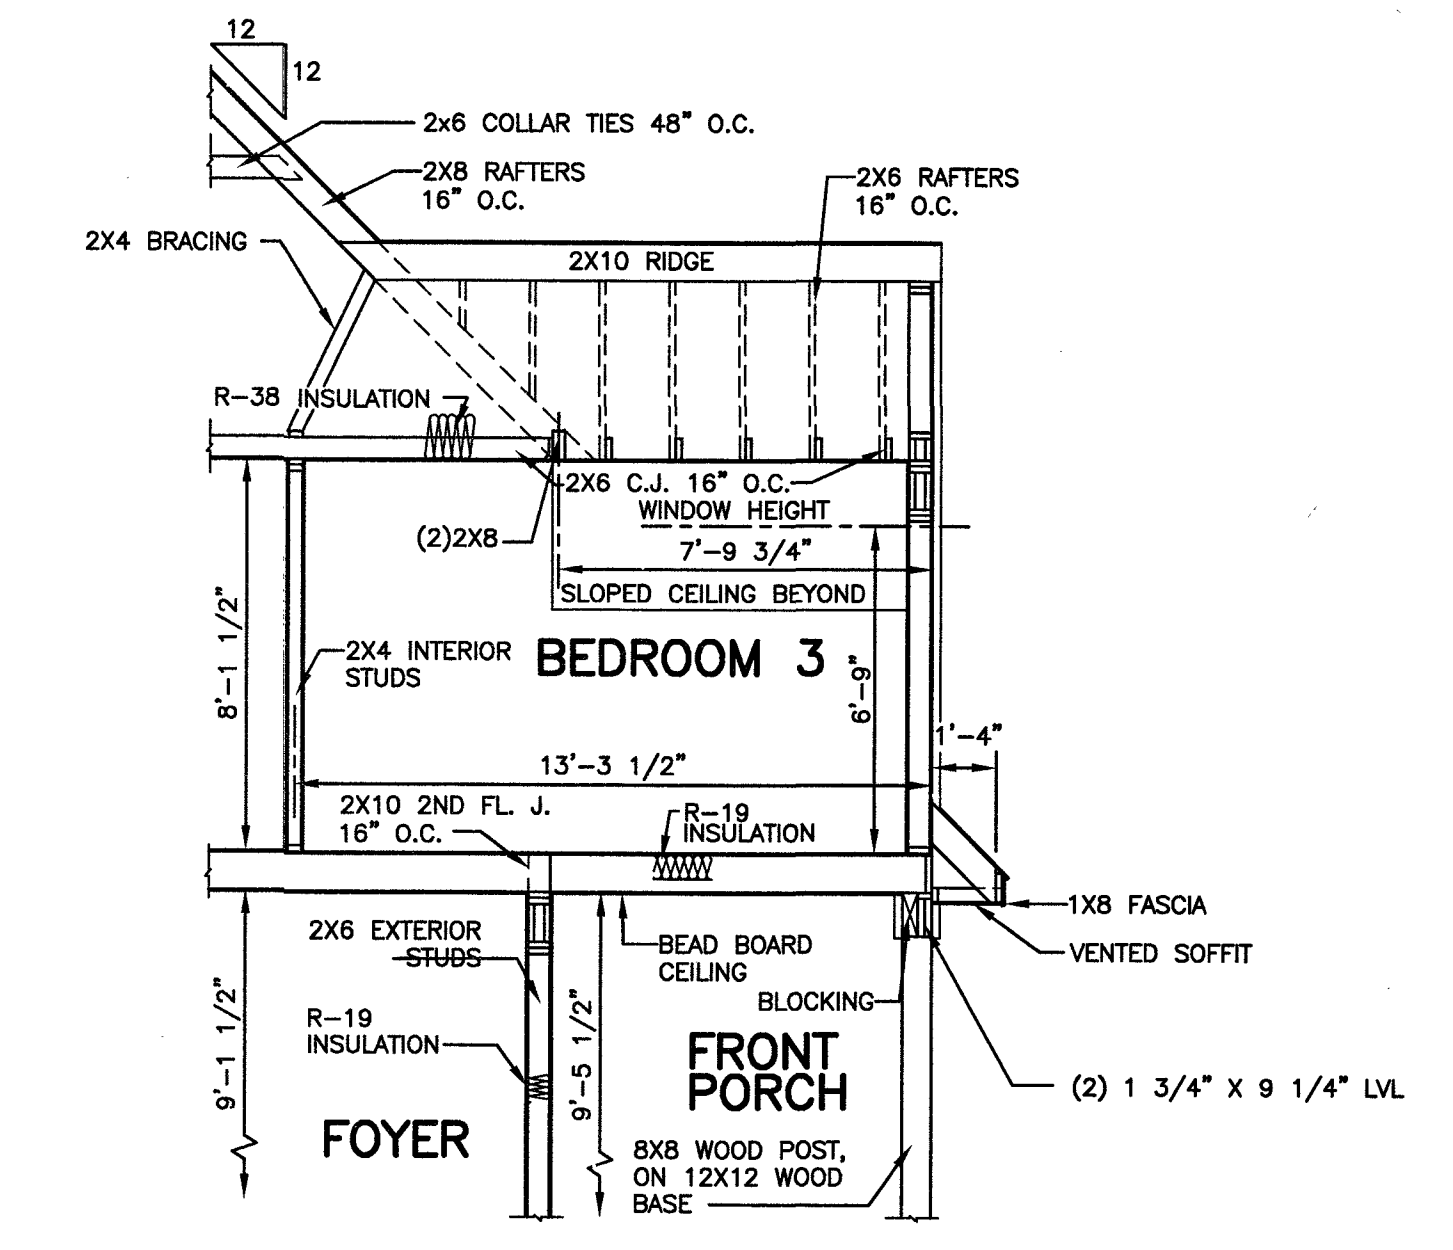 12
12
2x6 COLLAR TIES 48" O.C.
2X8 RAFTERS
16" O.C.
2X6 RAFTERS
16" O.C.
2X4 BRACING
2X10 RIDGE
R-38 INSULATION
2X6 C.J. 16" O.C.
WINDOW HEIGHT
(2)2X8
7'-9 3/4"
SLOPED CEILING BEYOND
8'-1 1/2"
2X4 INTERIOR
STUDS
BEDROOM 3
6'-9"
1'-4"
13'-3 1/2"
2X10 2ND FL. J.
16" O.C.
R-19
INSULATION
1X8 FASCIA
2X6 EXTERIOR
STUDS
BEAD BOARD
CEILING
VENTED SOFFIT
BLOCKING
9'-1 1/2"
R-19
INSULATION
9'-5 1/2"
FRONT
PORCH
(2) 1 3/4" X 9 1/4" LVL
FOYER
8X8 WOOD POST,
ON 12X12 WOOD
BASE